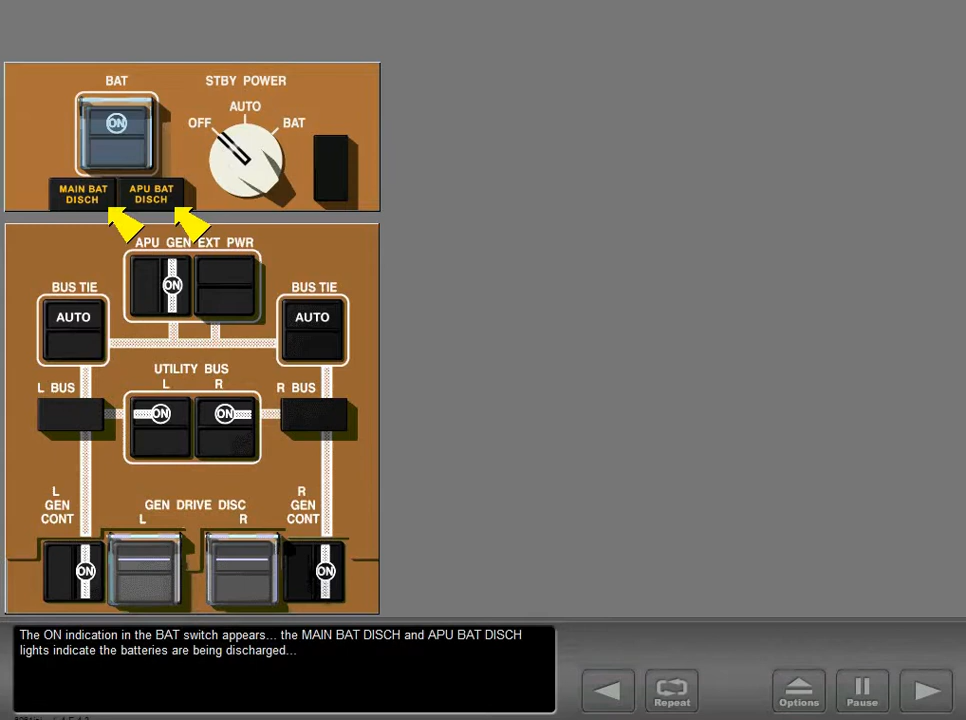 BAT
STBY POWER
AUTO
OFF
BAT
ON
MAIN BAT
DISCH
APU BAT
DISCH
APU GEN
EXT PWR
ON
BUS TIE
BUS TIE
AUTO
AUTO
UTILITY BUS
L R
L BUS
R BUS
ON
ON
L
GEN
CONT
GEN DRIVE DISC
L R
R
GEN
CONT
ON
ON
The ON indication in the BAT switch appears... the MAIN BAT DISCH and APU BAT DISCH
lights indicate the batteries are being discharged...
Repeat
Options
Pause